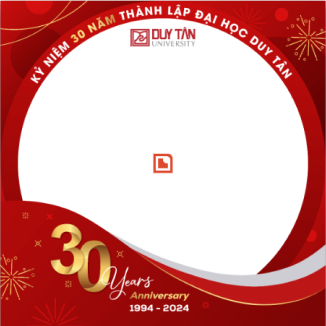 KỶ NIỆM 30 NĂM THÀNH LẬP ĐẠI HỌC DUY TÂN
DUY TÂN
UNIVERSITY
30
Years
Anniversary
1994 - 2024